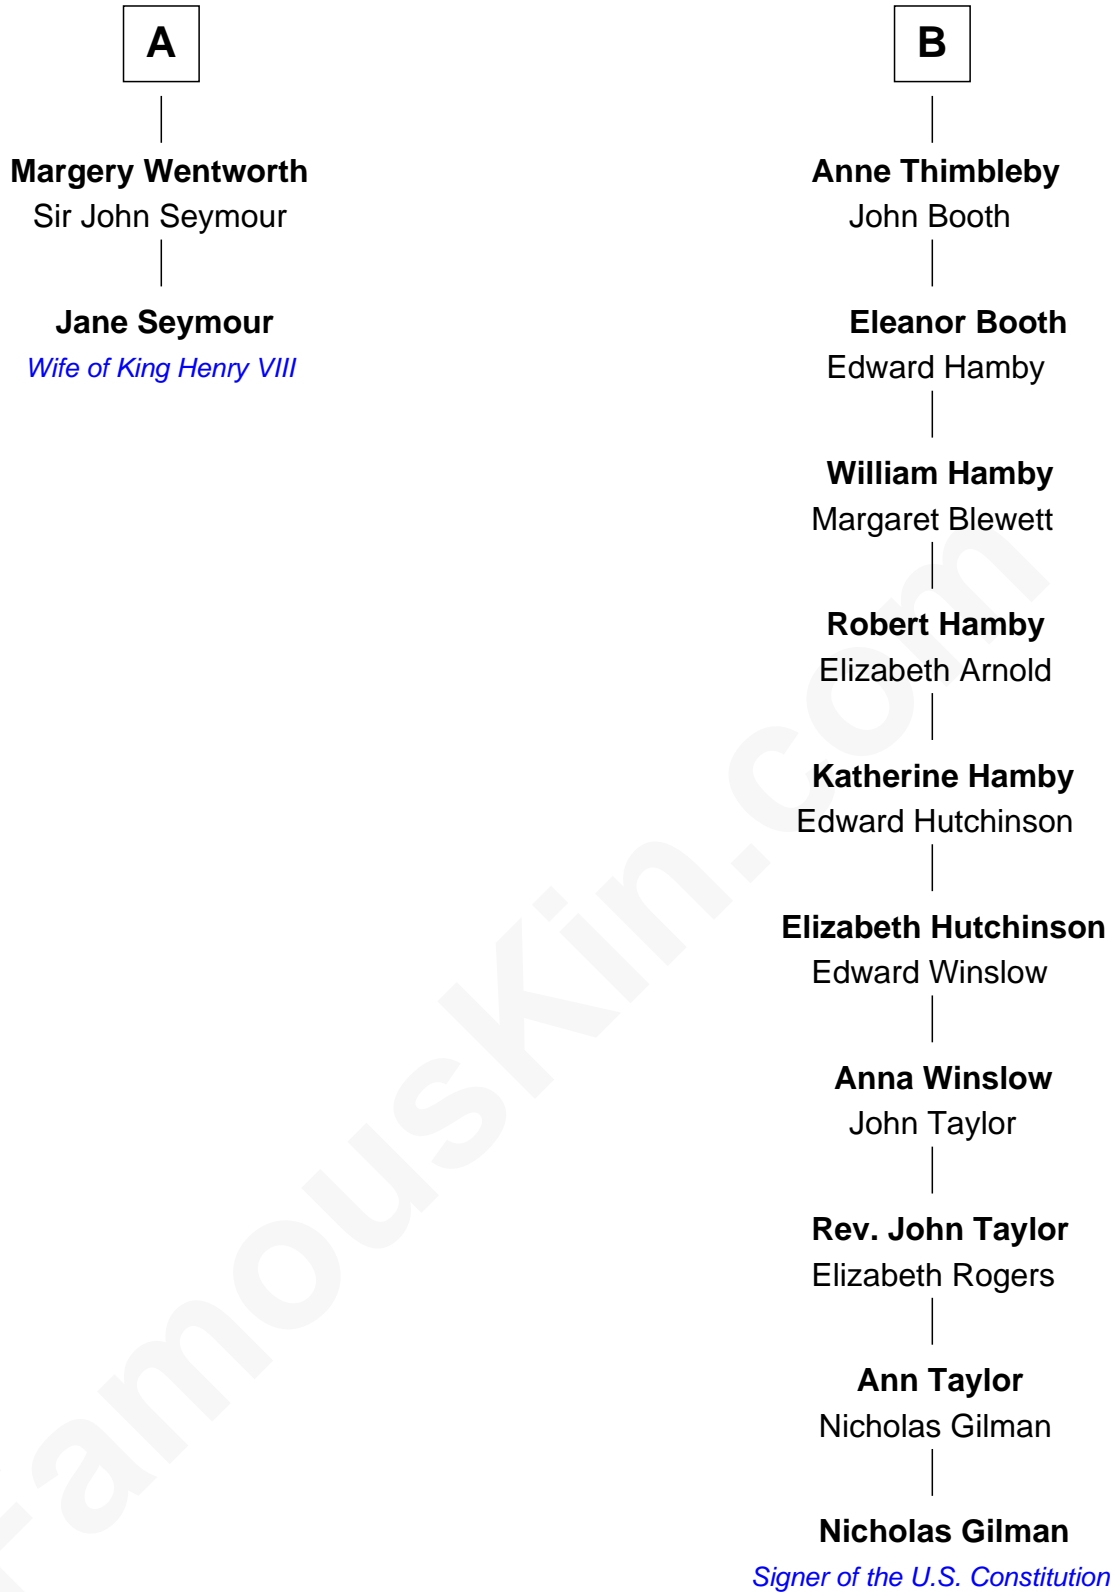 A
Margery Wentworth
Sir John Seymour
Jane Seymour
Wife of King Henry VIII
B
Anne Thimbleby
John Booth
Eleanor Booth
Edward Hamby
William Hamby
Margaret Blewett
Robert Hamby
Elizabeth Arnold
Katherine Hamby
Edward Hutchinson
Elizabeth Hutchinson
Edward Winslow
Anna Winslow
John Taylor
Rev. John Taylor
Elizabeth Rogers
Ann Taylor
Nicholas Gilman
Nicholas Gilman
Signer of the U.S. Constitution
FamousKin.com